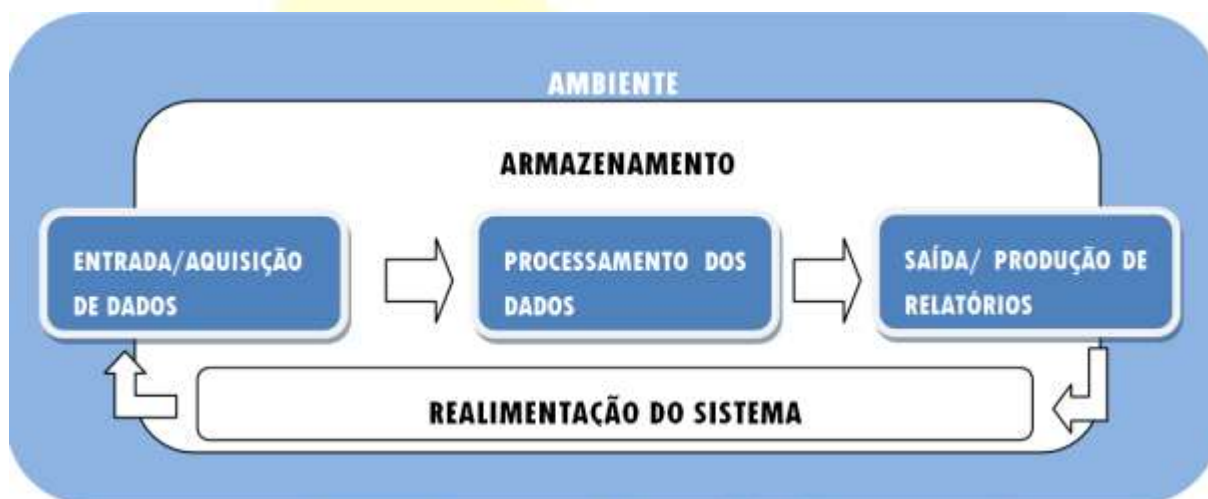 AMBIENTE
ARMAZENAMENTO
ENTRADA/AQUISIÇÃO
DE DADOS
PROCESSAMENTO DOS
DADOS
SAÍDA/ PRODUÇÃO DE
RELATÓRIOS
REALIMENTAÇÃO DO SISTEMA